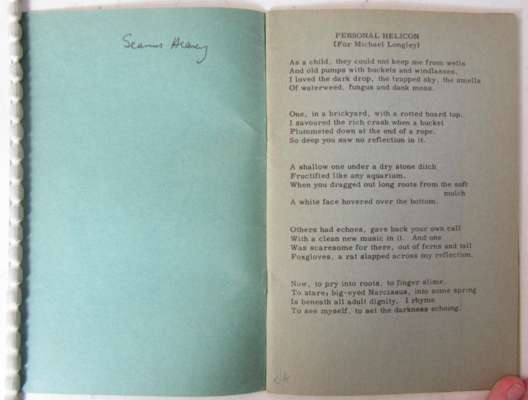 Seamus Heaney
PERSONAL HELICON
(For Michael Longley)
As a child, they could not keep me from wells
And old pumps with buckets and windlasses.
I loved the dark drop, the trapped sky, the smells
Of waterweed, fungus and dank moss.
One, in a brickyard, with a rotted board top.
I savoured the rich crash when a bucket
Plummeted down at the end of a rope.
So deep you saw no reflection in it.
A shallow one under a dry stone ditch
Fructified like any aquarium.
When you dragged out long roots from the soft
mulch
A white face hovered over the bottom.
Others had echoes, gave back your own call
With a clean new music in it. And one
Was scaresome for there, out of ferns and tall
Foxgloves, a rat slapped across my reflection.
Now, to pry into roots, to finger slime,
To stare, big-eyed Narcissus, into some spring
Is beneath all adult dignity. I rhyme
To see myself, to set the darkness echoing.